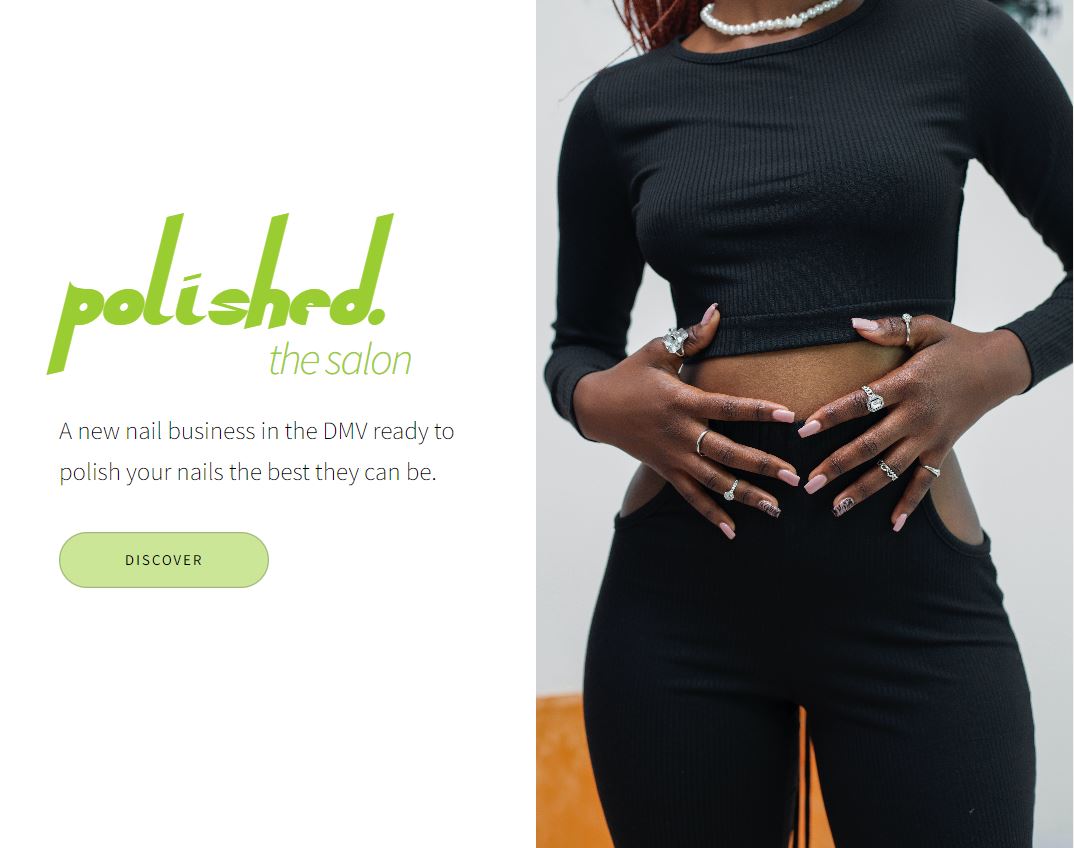 polished.
the salon
A new nail business in the DMV ready to
polish your nails the best they can be.
DISCOVER